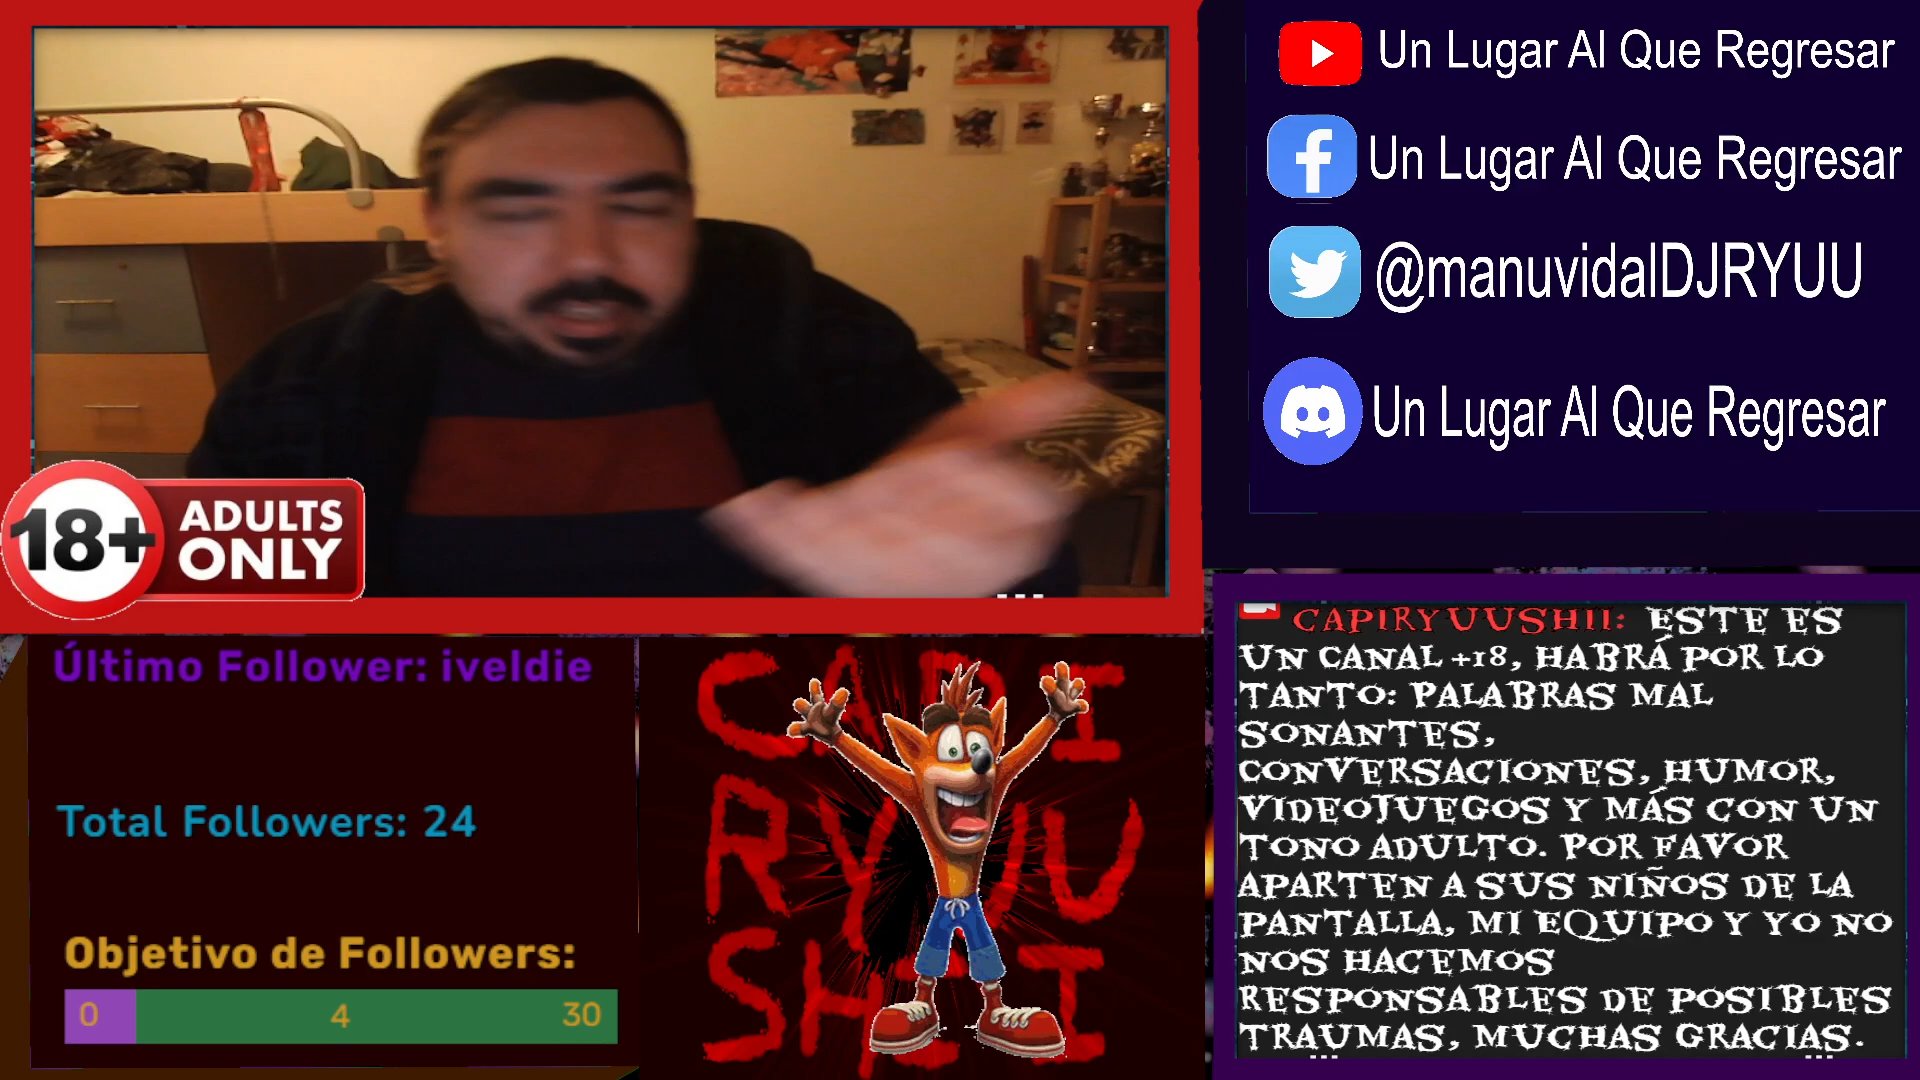 Un Lugar Al Que Regresar
Un Lugar Al Que Regresar
@manuvidalDJRYUU
Un Lugar Al Que Regresar
18+
ADULTS
ONLY
Último Follower: iveldie
Total Followers: 24
Objetivo de Followers:
0 4 30
CAPI
RYUU
SHII
CAPIRYUUSHII: ESTE ES
UN CANAL +18, HABRÁ POR LO
TANTO: PALABRAS MAL
SONANTES,
CONVERSACIONES, HUMOR,
VIDEOJUEGOS Y MÁS CON UN
TONO ADULTO. POR FAVOR
APARTEN A SUS NIÑOS DE LA
PANTALLA, MI EQUIPO Y YO NO
NOS HACEMOS
RESPONSABLES DE POSIBLES
TRAUMAS, MUCHAS GRACIAS.